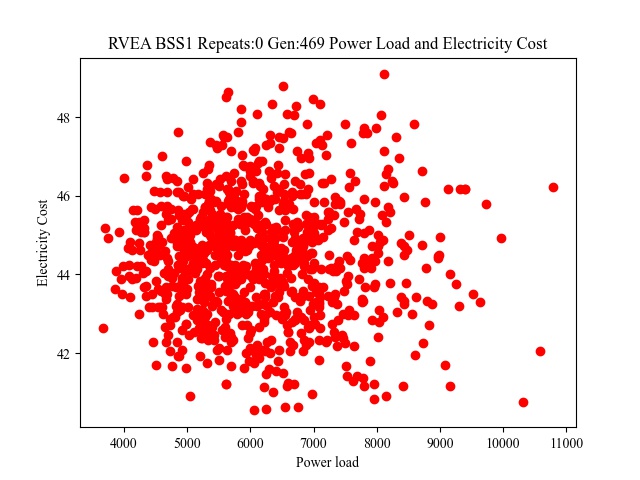 RVEA BSS1 Repeats:0 Gen:469 Power Load and Electricity Cost
48
46
44
42
Electricity Cost
4000 5000 6000 7000 8000 9000 10000 11000
Power load